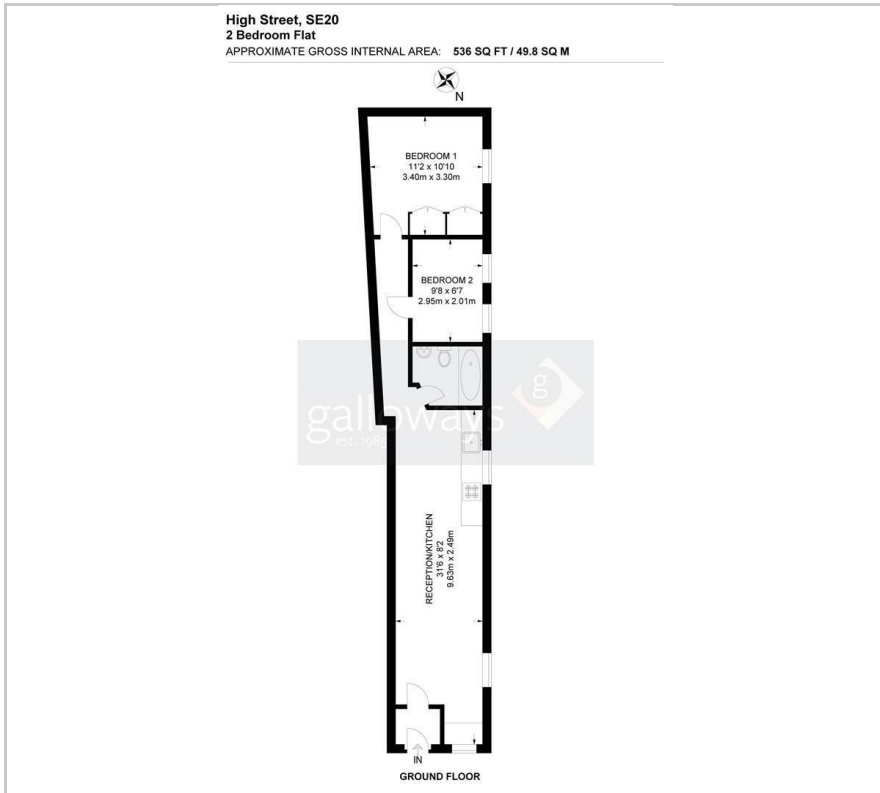 High Street, SE20
2 Bedroom Flat
APPROXIMATE GROSS INTERNAL AREA: 536 SQ FT / 49.8 SQ M
N
BEDROOM 1
11'2 x 10'10
3.40m x 3.30m
BEDROOM 2
9'8 x 6'7
2.95m x 2.01m
galloways
est. 1985
g
RECEPTION/KITCHEN
31'6 x 8'2
9.63m x 2.49m
IN
GROUND FLOOR